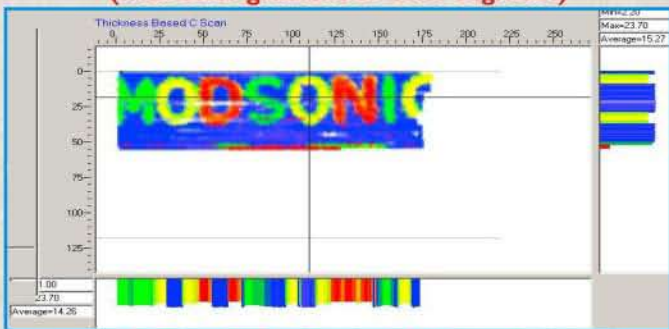 Thickness Based C Scan
Min=2.20
Max=23.70
Average=15.27
0 25 50 75 100 125 150 175 200 225 250
0
25
50
75
100
125
MODSONIC
1.00
23.70
Average=14.26